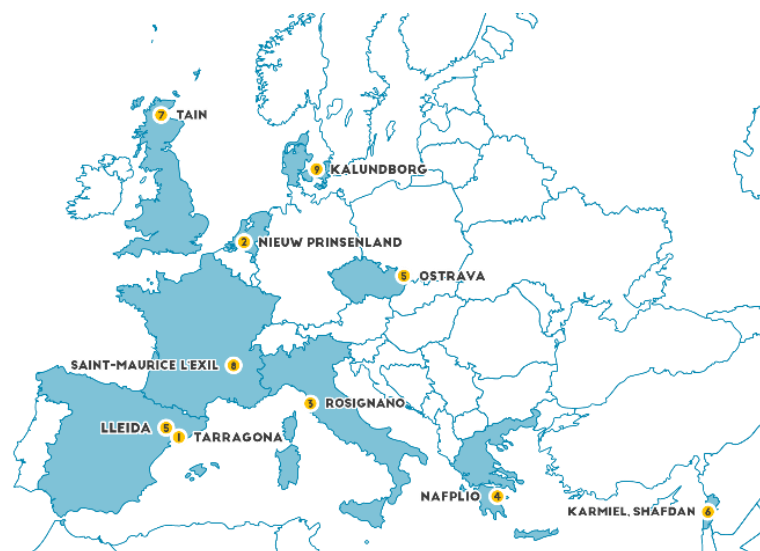 7 TAIN
9 KALUNDBORG
2 NIEUW PRINSENLAND
5 OSTRAVA
SAINT-MAURICE L'EXIL 8
3 ROSIGNANO
LLEIDA 5
1 TARRAGONA
NAFPLIO 4
KARMIEL, SHAFDAN 6